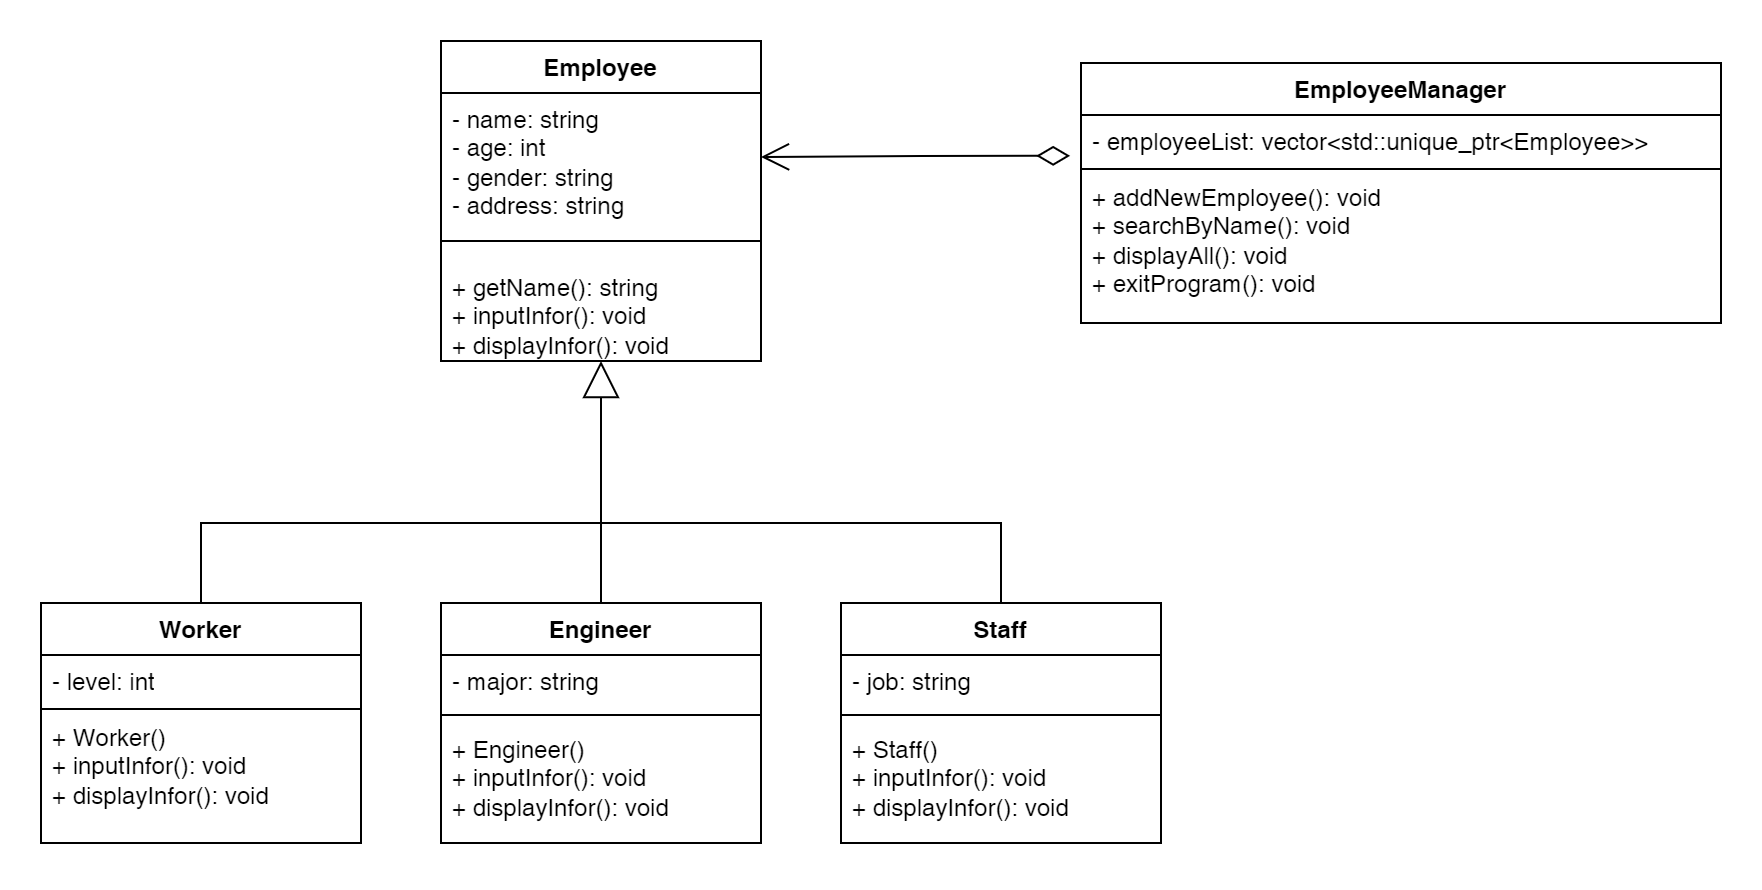 Employee
- name: string
- age: int
- gender: string
- address: string
+ getName(): string
+ inputInfor(): void
+ displayInfor(): void
EmployeeManager
- employeeList: vector<std::unique_ptr<Employee>>
+ addNewEmployee(): void
+ searchByName(): void
+ displayAll(): void
+ exitProgram(): void
Worker
- level: int
+ Worker()
+ inputInfor(): void
+ displayInfor(): void
Engineer
- major: string
+ Engineer()
+ inputInfor(): void
+ displayInfor(): void
Staff
- job: string
+ Staff()
+ inputInfor(): void
+ displayInfor(): void